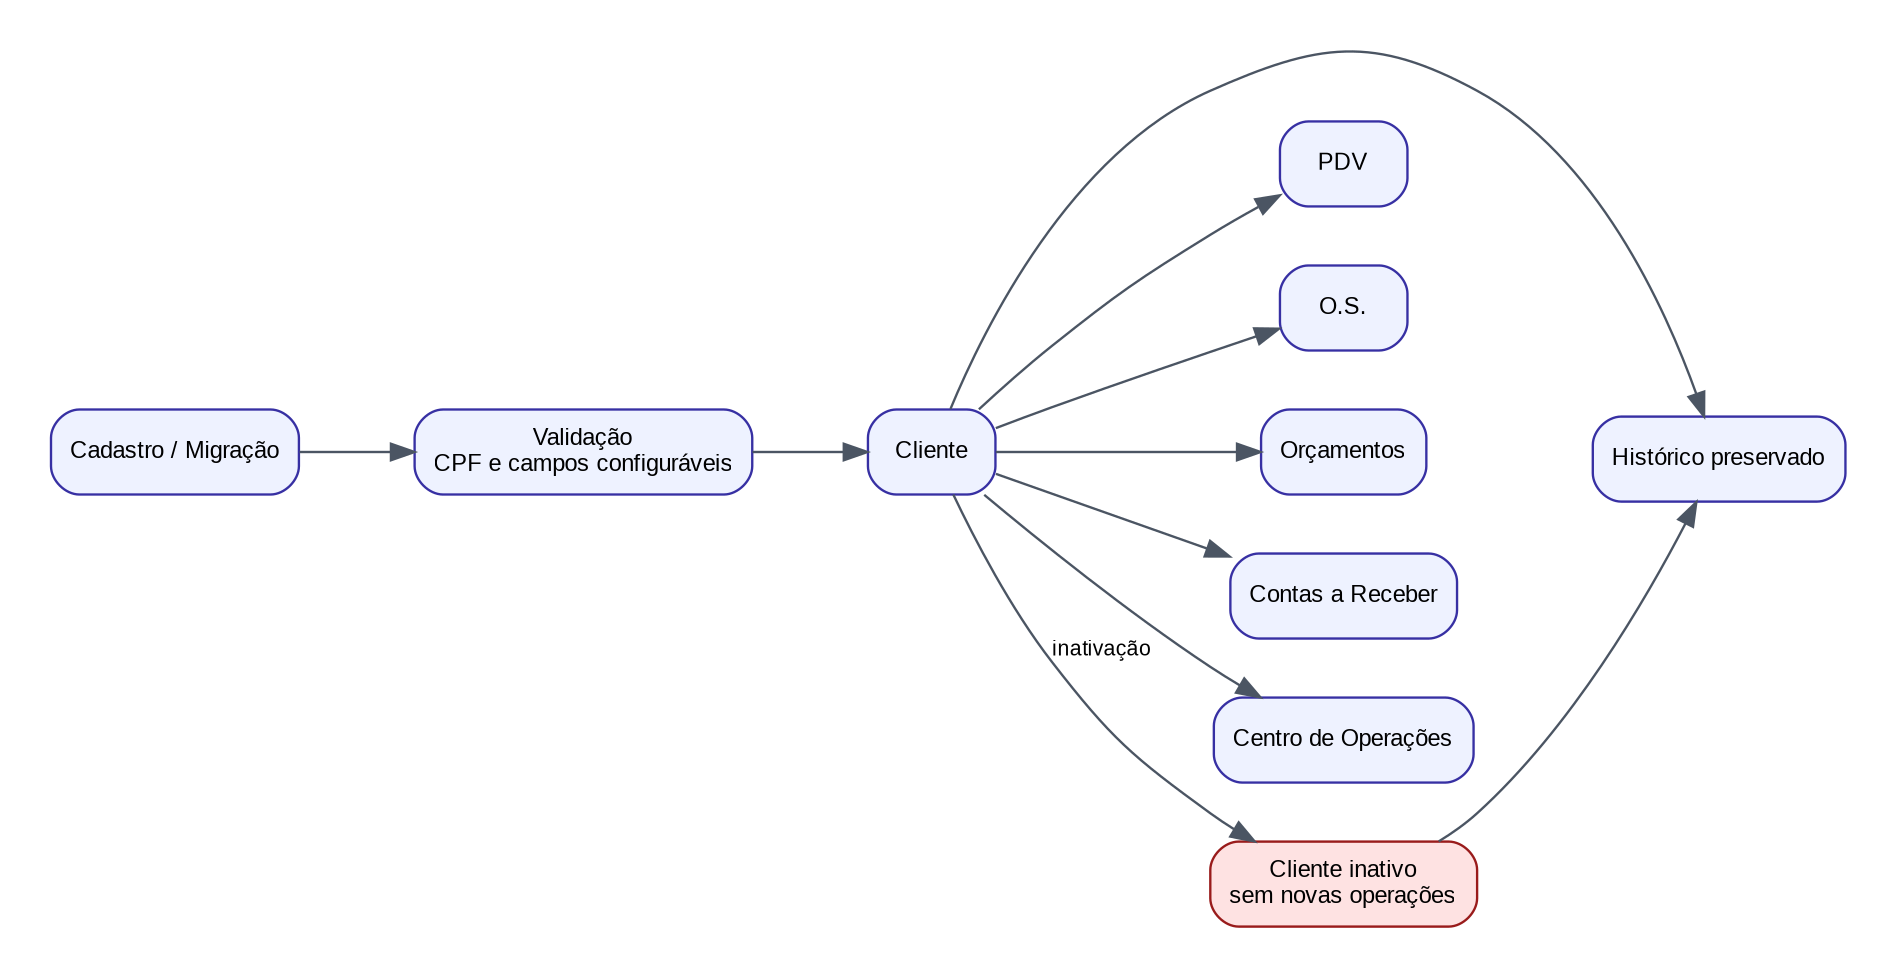 Cadastro / Migração
Validação
CPF e campos configuráveis
Cliente
PDV
O.S.
Orçamentos
Contas a Receber
inativação
Centro de Operações
Cliente inativo
sem novas operações
Histórico preservado